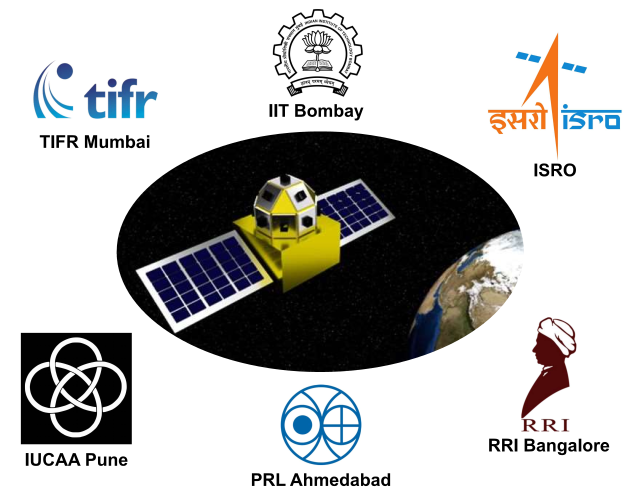 IIT Bombay
tifr
TIFR Mumbai
इसरो isro
ISRO
IUCAA Pune
PRL Ahmedabad
RRI
RRI Bangalore